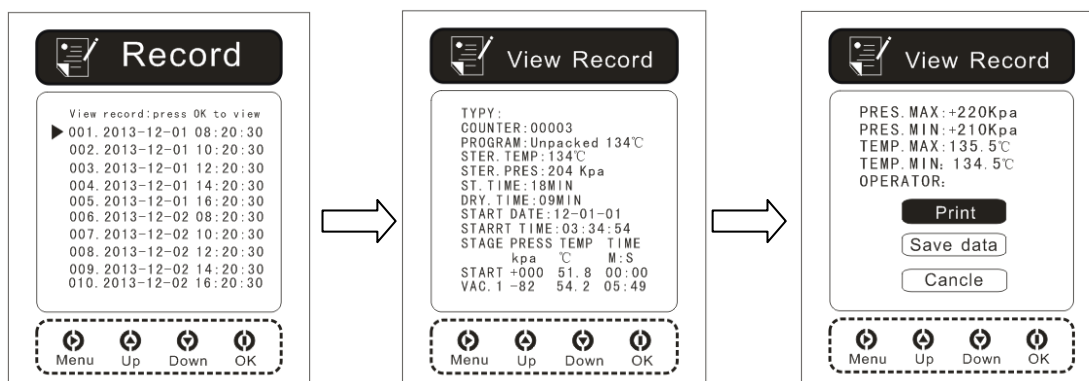 Record
View record:press OK to view
001. 2013-12-01 08:20:30
002. 2013-12-01 10:20:30
003. 2013-12-01 12:20:30
004. 2013-12-01 14:20:30
005. 2013-12-01 16:20:30
006. 2013-12-02 08:20:30
007. 2013-12-02 10:20:30
008. 2013-12-02 12:20:30
009. 2013-12-02 14:20:30
010. 2013-12-02 16:20:30
Menu Up Down OK
View Record
TYPY:
COUNTER:00003
PROGRAM:Unpacked 134℃
STER. TEMP:134℃
STER. PRES:204 Kpa
ST. TIME:18MIN
DRY. TIME:09MIN
START DATE:12-01-01
STARRT TIME:03:34:54
STAGE PRESS TEMP TIME
kpa ℃ M:S
START +000 51.8 00:00
VAC. 1 -82 54.2 05:49
Menu Up Down OK
View Record
PRES. MAX:+220Kpa
PRES. MIN:+210Kpa
TEMP. MAX:135.5℃
TEMP. MIN: 134.5℃
OPERATOR:
Print
Save data
Cancle
Menu Up Down OK